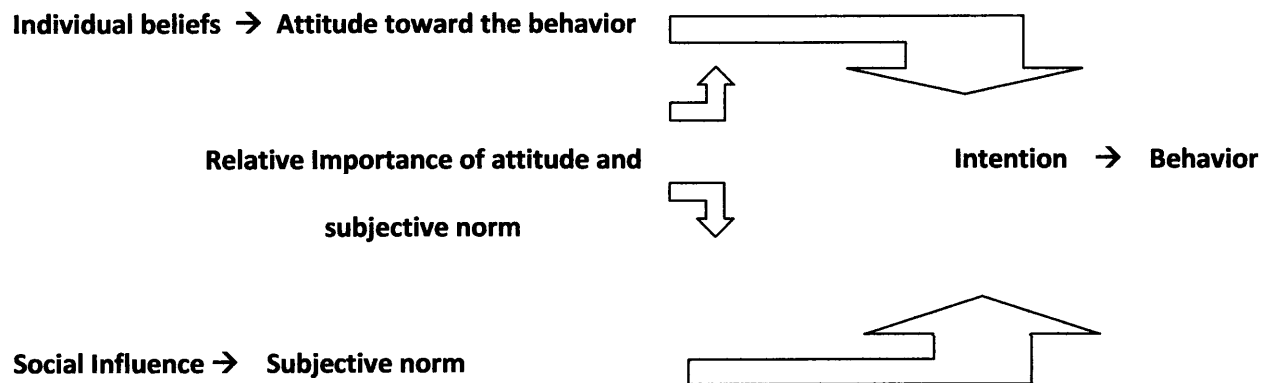 Individual beliefs → Attitude toward the behavior
Relative Importance of attitude and
subjective norm
Intention → Behavior
Social Influence → Subjective norm